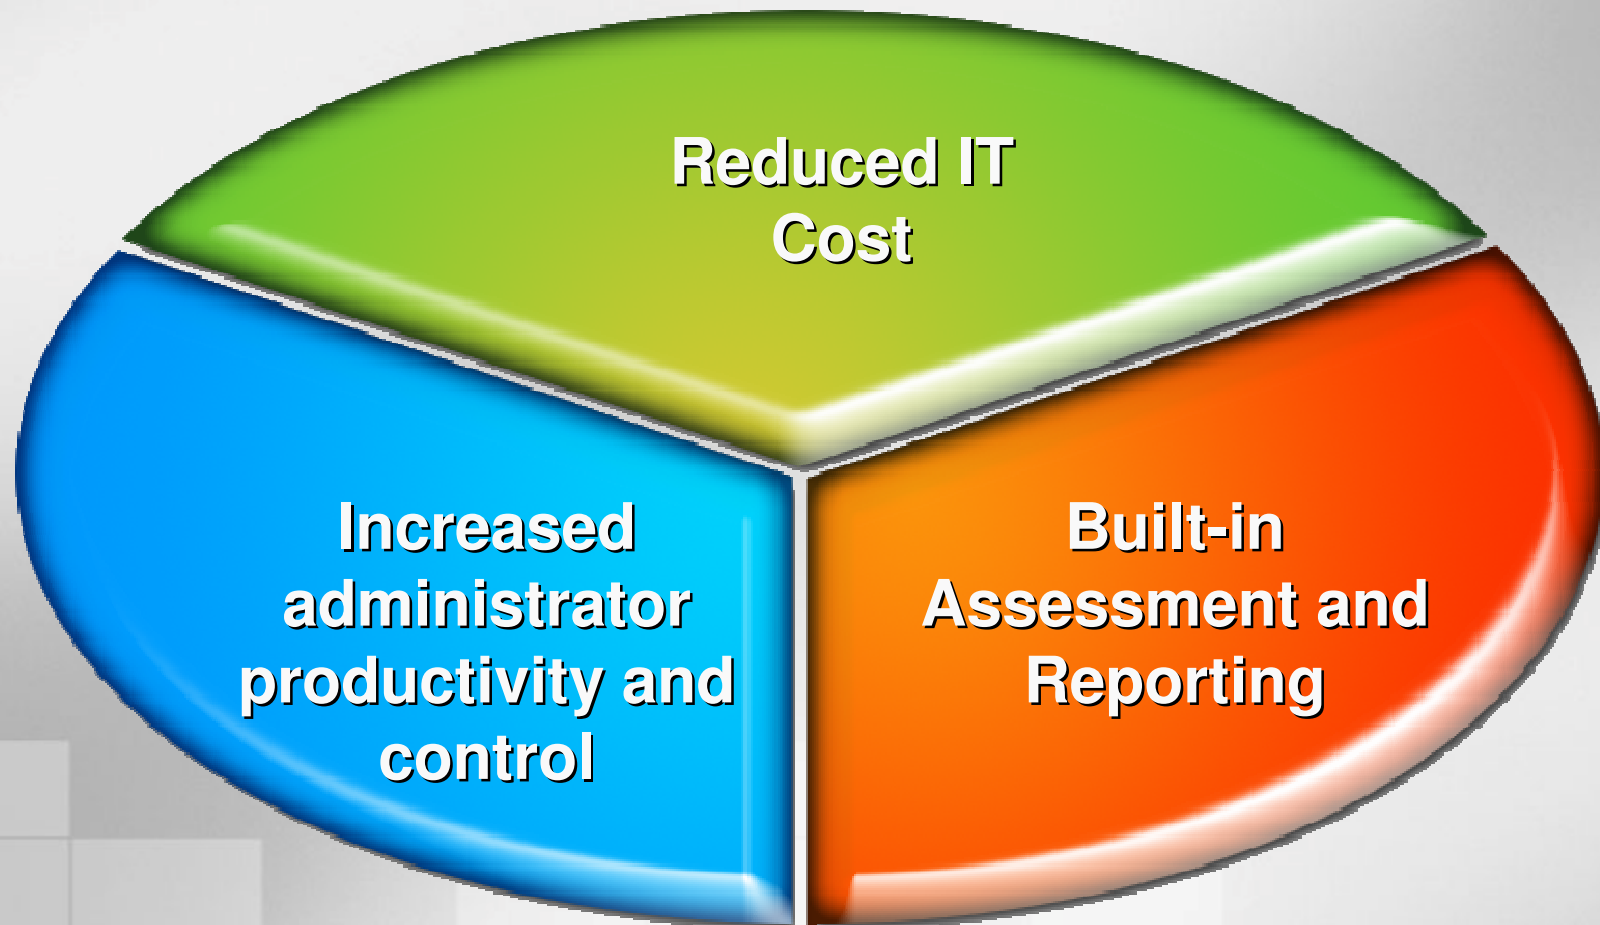 Reduced IT
Cost
Increased
administrator
productivity and
control
Built-in
Assessment and
Reporting